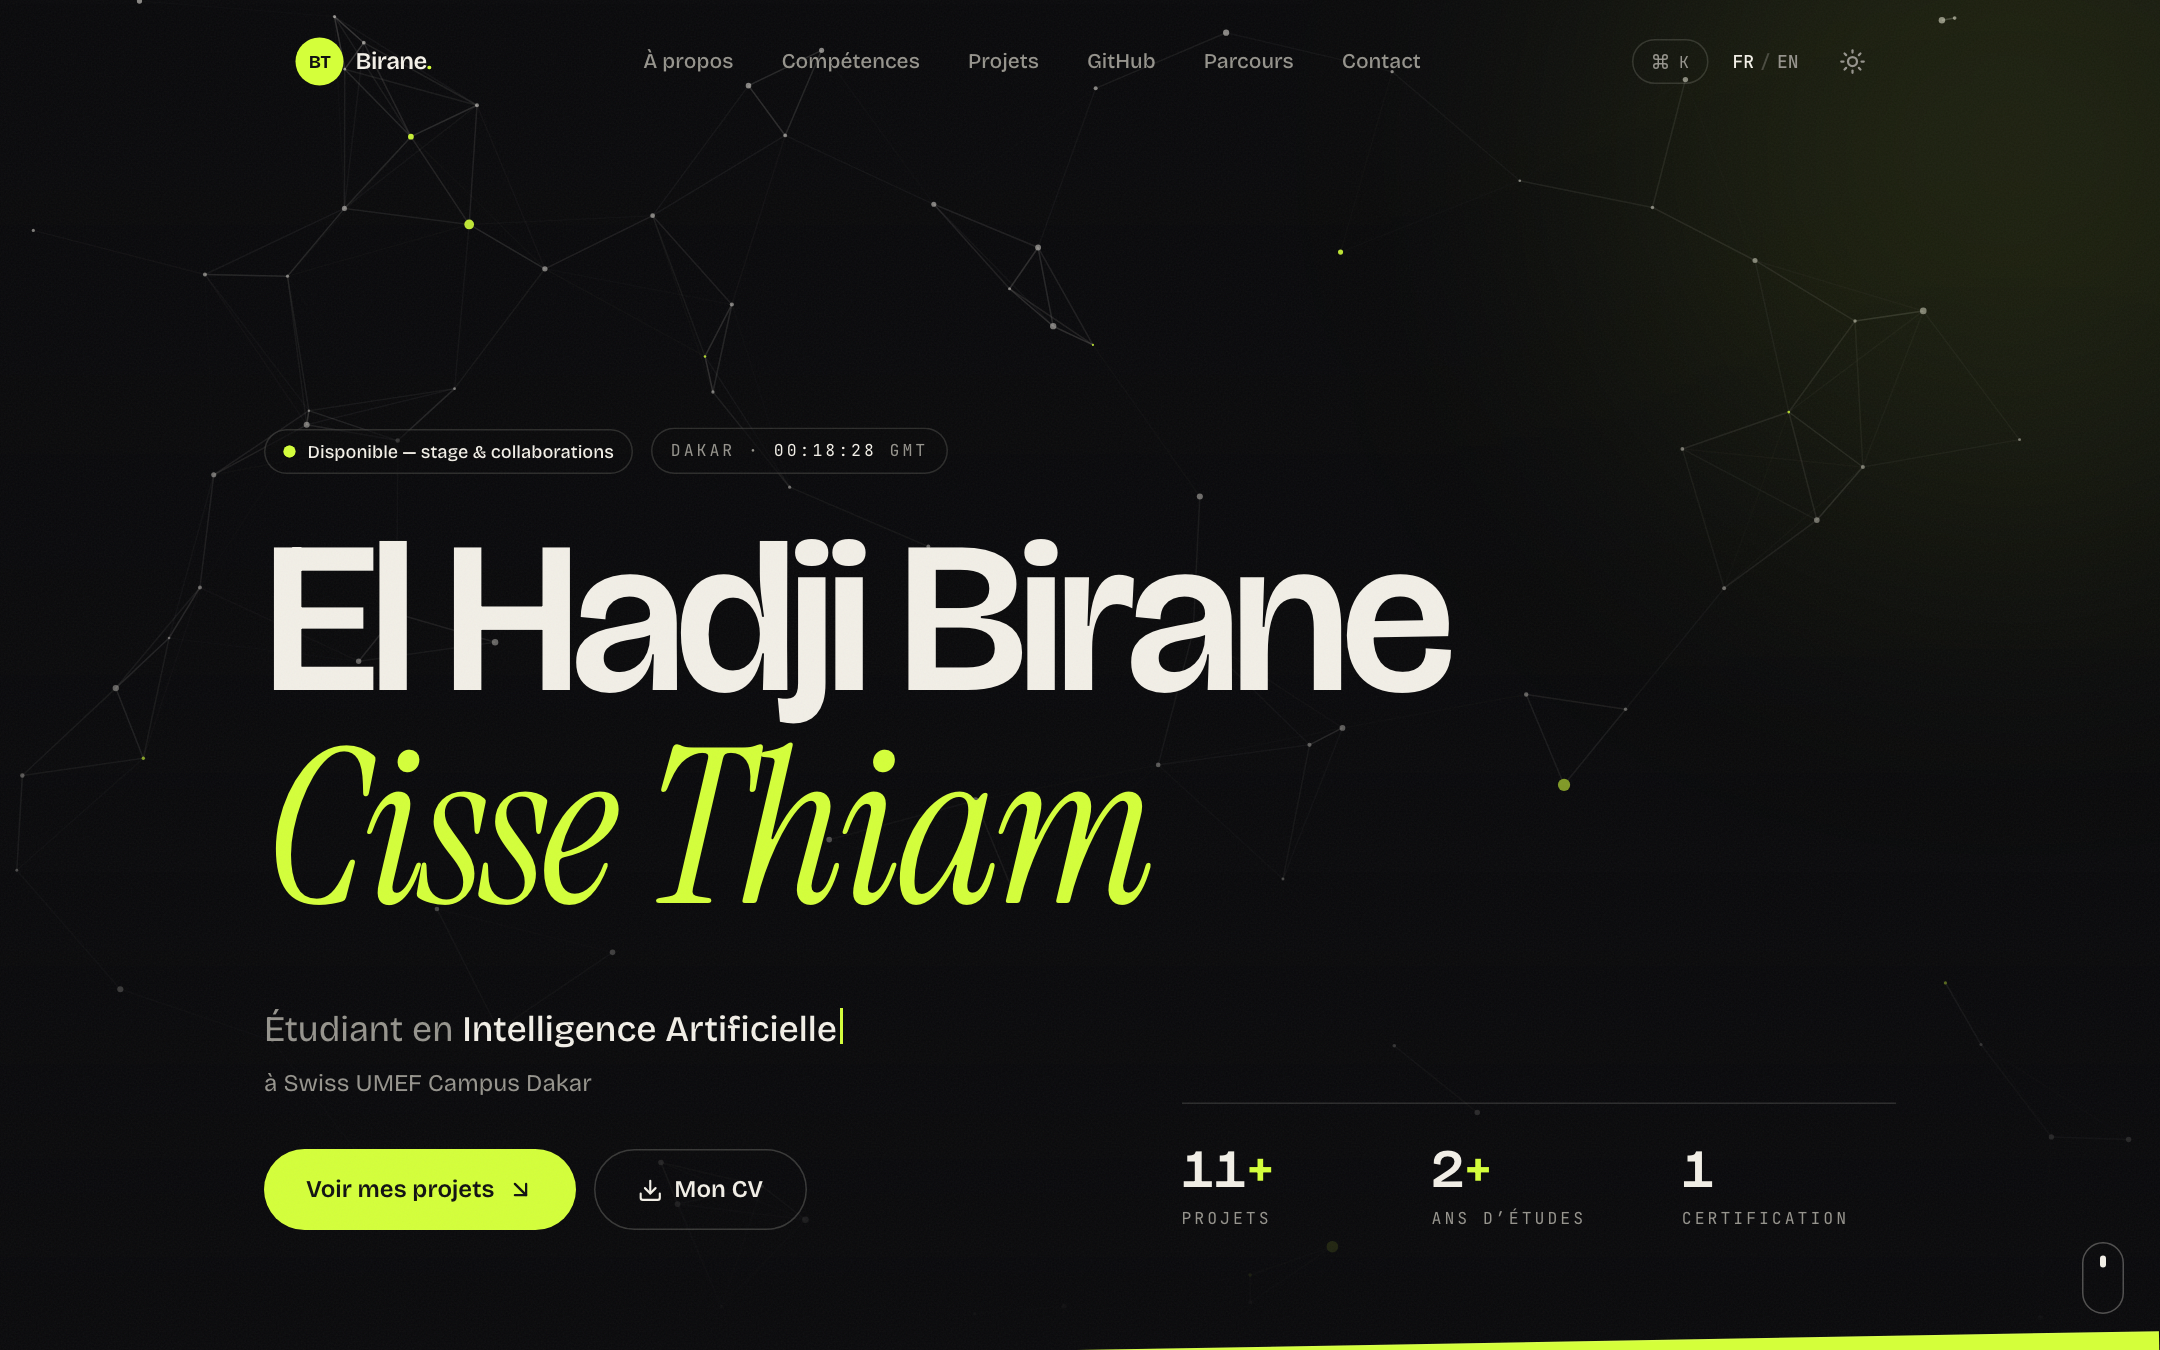 BT Birane.
À propos Compétences Projets GitHub Parcours Contact
⌘ K FR / EN
Disponible — stage & collaborations
DAKAR · 00:18:28 GMT
El Hadji Birane
Cisse Thiam
Étudiant en Intelligence Artificielle
à Swiss UMEF Campus Dakar
Voir mes projets
Mon CV
11+
PROJETS
2+
ANS D’ÉTUDES
1
CERTIFICATION